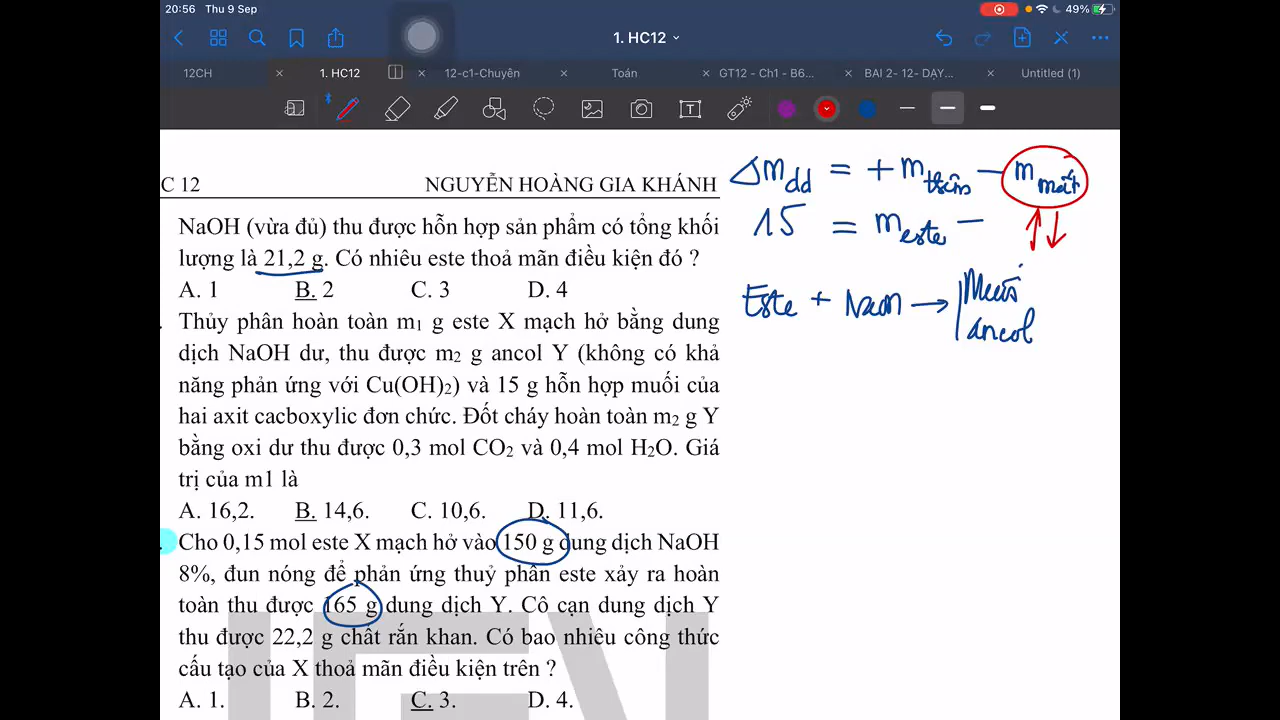 20:56 Thu 9 Sep 49%
1. HC12
12CH 1. HC12 12-c1-Chuyên Toán GT12 - Ch1 - B6... BAI 2- 12- DẠY... Untitled (1)
C 12 NGUYỄN HOÀNG GIA KHÁNH
NaOH (vừa đủ) thu được hỗn hợp sản phẩm có tổng khối
lượng là 21,2 g. Có nhiêu este thoả mãn điều kiện đó ?
A. 1 B. 2 C. 3 D. 4
Thủy phân hoàn toàn m1 g este X mạch hở bằng dung
dịch NaOH dư, thu được m2 g ancol Y (không có khả
năng phản ứng với Cu(OH)2) và 15 g hỗn hợp muối của
hai axit cacboxylic đơn chức. Đốt cháy hoàn toàn m2 g Y
bằng oxi dư thu được 0,3 mol CO2 và 0,4 mol H2O. Giá
trị của m1 là
A. 16,2. B. 14,6. C. 10,6. D. 11,6.
Cho 0,15 mol este X mạch hở vào 150 g dung dịch NaOH
8%, đun nóng để phản ứng thuỷ phân este xảy ra hoàn
toàn thu được 165 g dung dịch Y. Cô cạn dung dịch Y
thu được 22,2 g chất rắn khan. Có bao nhiêu công thức
cấu tạo của X thoả mãn điều kiện trên ?
A. 1. B. 2. C. 3. D. 4.
Δm dd = + m thêm - m mất ↑↓
15 = m este -
Este + NaOH → Muối
ancol